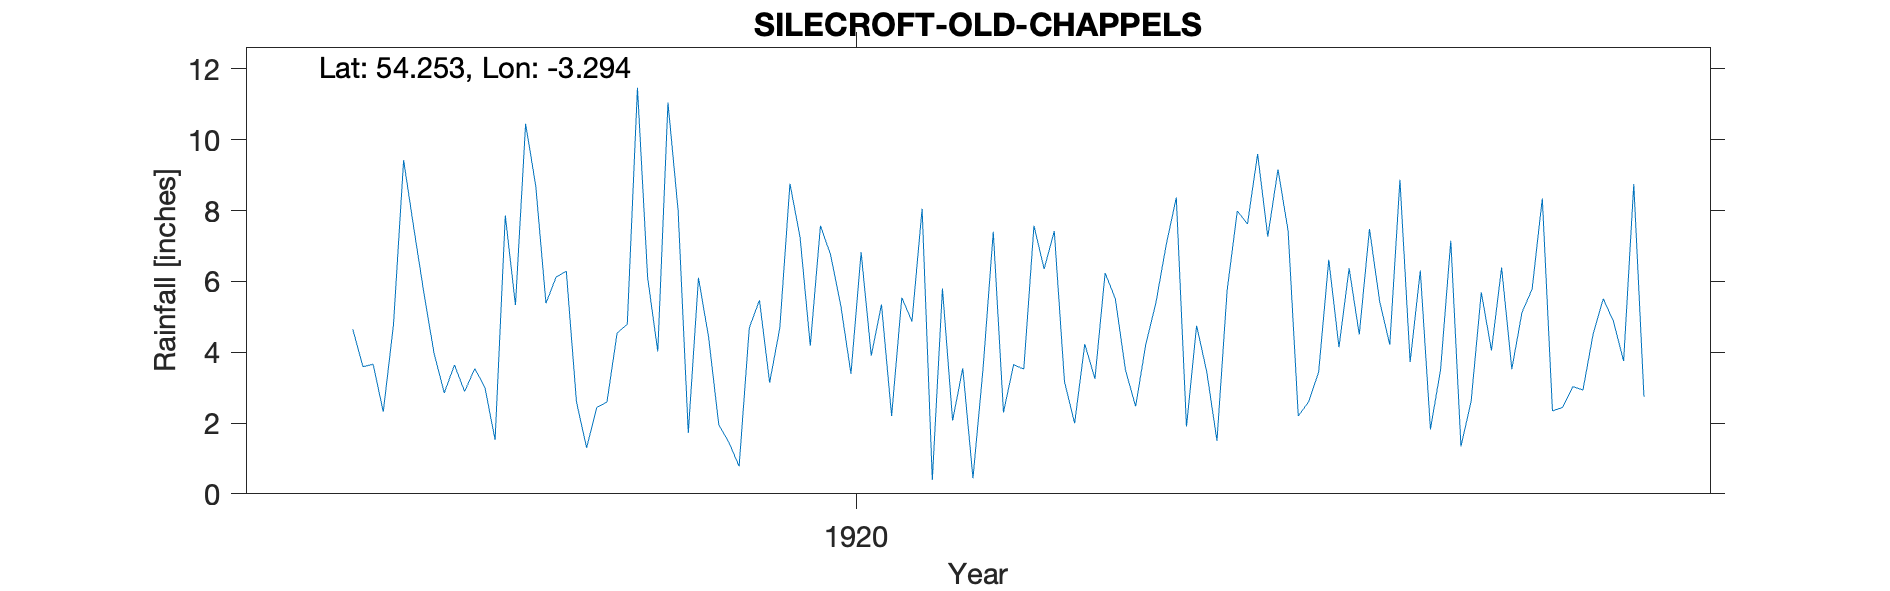 SILECROFT-OLD-CHAPPELS
Lat: 54.253, Lon: -3.294
12
10
8
6
4
2
0
Rainfall [inches]
1920
Year